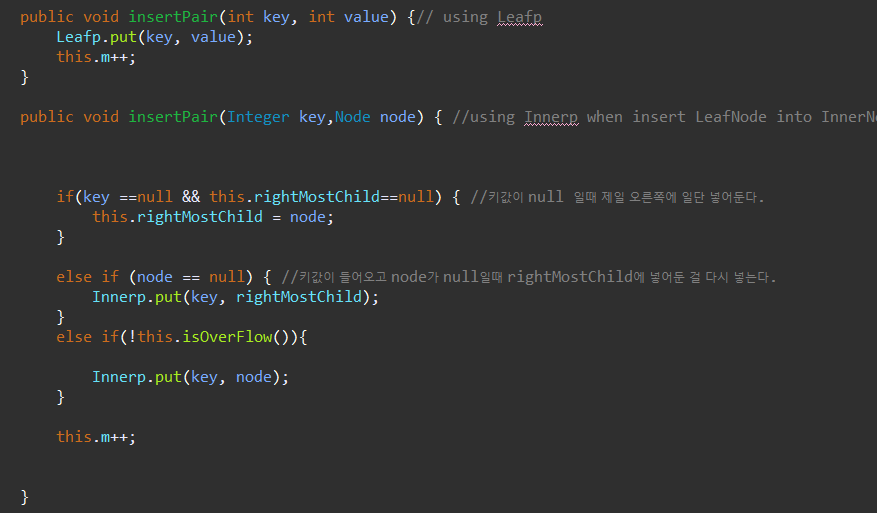 public void insertPair(int key, int value) {// using Leafp
Leafp.put(key, value);
this.m++;
}
public void insertPair(Integer key,Node node) { //using Innerp when insert LeafNode into InnerNo
if(key ==null && this.rightMostChild==null) { //키값이 null 일때 제일 오른쪽에 일단 넣어둔다.
this.rightMostChild = node;
}
else if (node == null) { //키값이 들어오고 node가 null일때 rightMostChild에 넣어둔 걸 다시 넣는다.
Innerp.put(key, rightMostChild);
}
else if(!this.isOverFlow()){
Innerp.put(key, node);
}
this.m++;
}